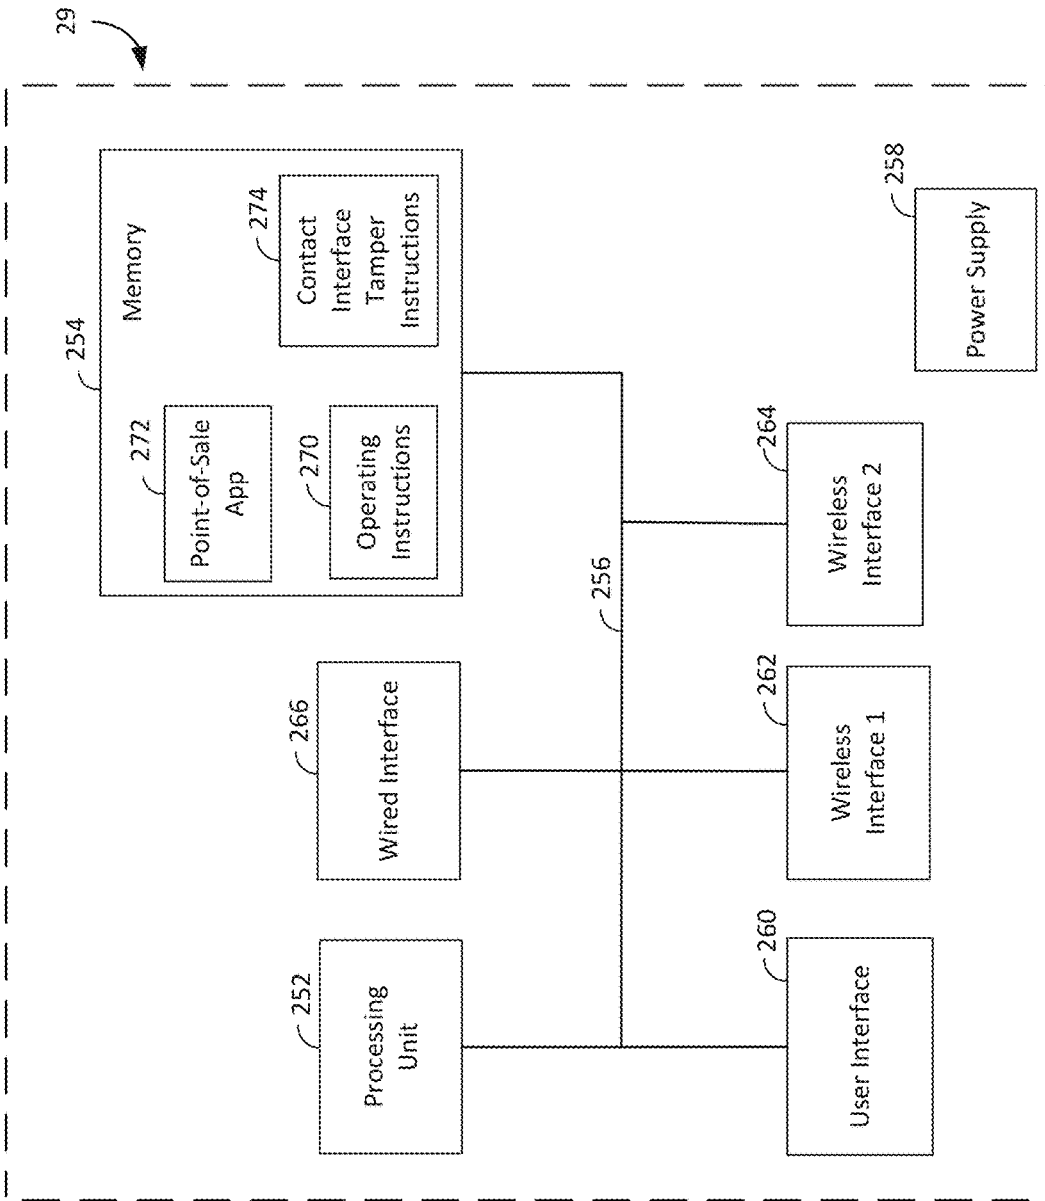 29
254
Memory
272
Point-of-Sale
App
274
Contact
Interface
Tamper
Instructions
270
Operating
Instructions
252
Processing
Unit
266
Wired Interface
256
260
User Interface
262
Wireless
Interface 1
264
Wireless
Interface 2
258
Power Supply